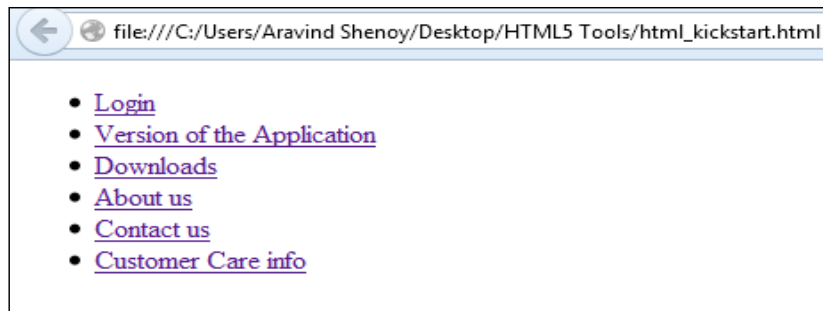 file:///C:/Users/Aravind Shenoy/Desktop/HTML5 Tools/html_kickstart.html
Login
Version of the Application
Downloads
About us
Contact us
Customer Care info